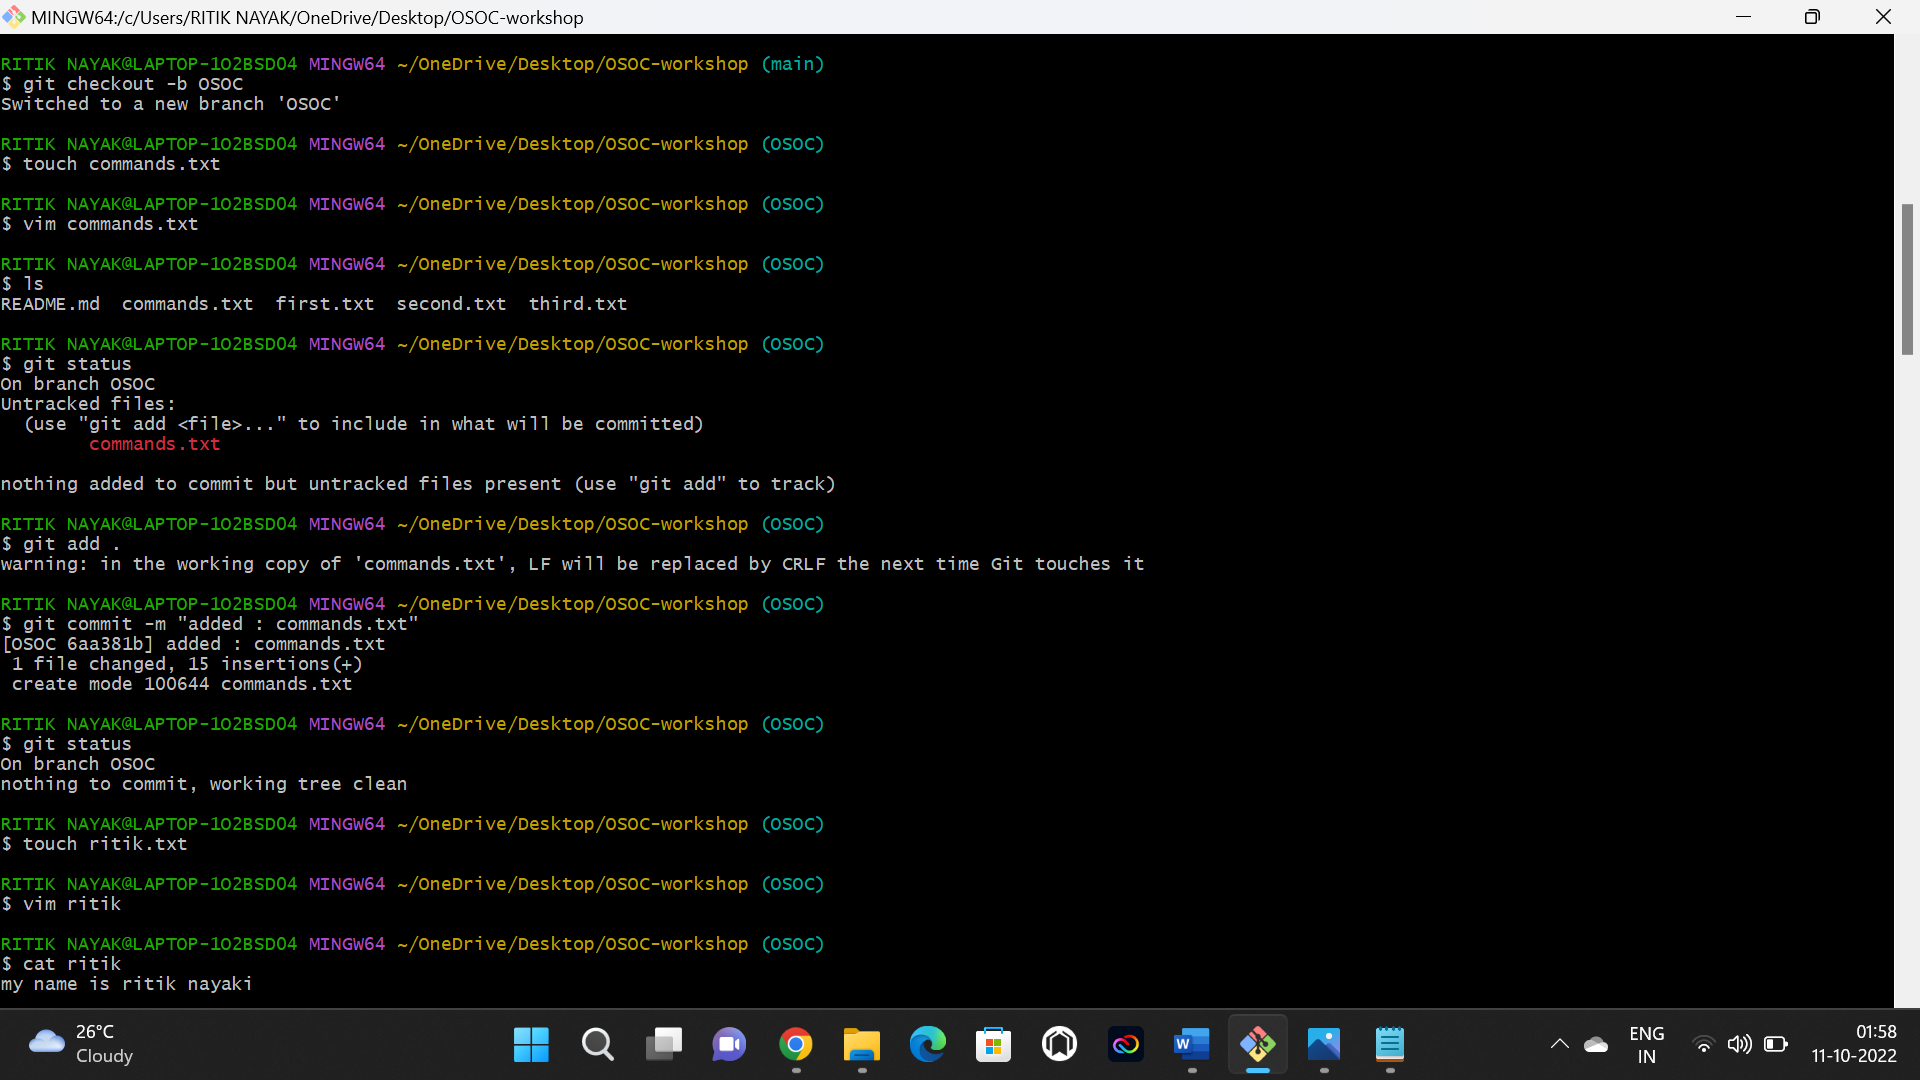 MINGW64:/c/Users/RITIK NAYAK/OneDrive/Desktop/OSOC-workshop
RITIK NAYAK@LAPTOP-1O2BSDO4 MINGW64 ~/OneDrive/Desktop/OSOC-workshop (main)
$ git checkout -b OSOC
Switched to a new branch 'OSOC'
RITIK NAYAK@LAPTOP-1O2BSDO4 MINGW64 ~/OneDrive/Desktop/OSOC-workshop (OSOC)
$ touch commands.txt
RITIK NAYAK@LAPTOP-1O2BSDO4 MINGW64 ~/OneDrive/Desktop/OSOC-workshop (OSOC)
$ vim commands.txt
RITIK NAYAK@LAPTOP-1O2BSDO4 MINGW64 ~/OneDrive/Desktop/OSOC-workshop (OSOC)
$ ls
README.md  commands.txt  first.txt  second.txt  third.txt
RITIK NAYAK@LAPTOP-1O2BSDO4 MINGW64 ~/OneDrive/Desktop/OSOC-workshop (OSOC)
$ git status
On branch OSOC
Untracked files:
  (use "git add <file>..." to include in what will be committed)
        commands.txt
nothing added to commit but untracked files present (use "git add" to track)
RITIK NAYAK@LAPTOP-1O2BSDO4 MINGW64 ~/OneDrive/Desktop/OSOC-workshop (OSOC)
$ git add .
warning: in the working copy of 'commands.txt', LF will be replaced by CRLF the next time Git touches it
RITIK NAYAK@LAPTOP-1O2BSDO4 MINGW64 ~/OneDrive/Desktop/OSOC-workshop (OSOC)
$ git commit -m "added : commands.txt"
[OSOC 6aa381b] added : commands.txt
 1 file changed, 15 insertions(+)
 create mode 100644 commands.txt
RITIK NAYAK@LAPTOP-1O2BSDO4 MINGW64 ~/OneDrive/Desktop/OSOC-workshop (OSOC)
$ git status
On branch OSOC
nothing to commit, working tree clean
RITIK NAYAK@LAPTOP-1O2BSDO4 MINGW64 ~/OneDrive/Desktop/OSOC-workshop (OSOC)
$ touch ritik.txt
RITIK NAYAK@LAPTOP-1O2BSDO4 MINGW64 ~/OneDrive/Desktop/OSOC-workshop (OSOC)
$ vim ritik
RITIK NAYAK@LAPTOP-1O2BSDO4 MINGW64 ~/OneDrive/Desktop/OSOC-workshop (OSOC)
$ cat ritik
my name is ritik nayaki
26°C
Cloudy
W
ENG
IN
01:58
11-10-2022